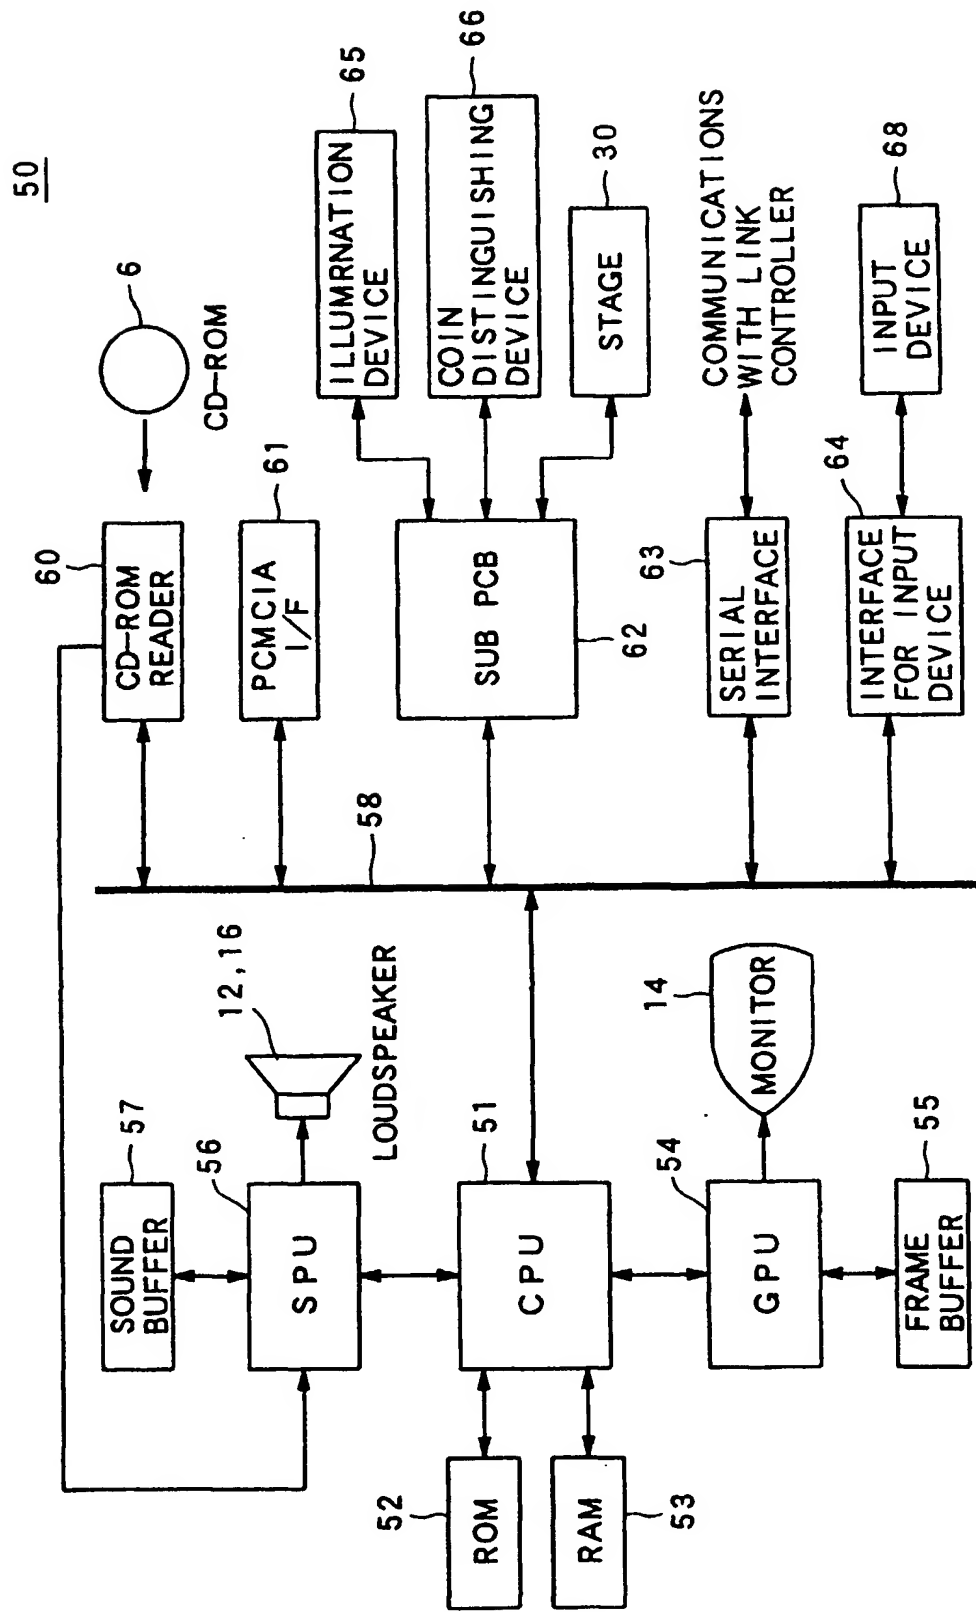 50
6
CD-ROM
60
CD-ROM
READER
61
PCMCIA
I/F
65
ILLUMRNATION
DEVICE
66
COIN
DISTINGUISHING
DEVICE
30
STAGE
SUB PCB
62
63
SERIAL
INTERFACE
COMMUNICATIONS
WITH LINK
CONTROLLER
64
INTERFACE
FOR INPUT
DEVICE
68
INPUT
DEVICE
58
57
SOUND
BUFFER
56
SPU
12,16
LOUDSPEAKER
51
CPU
52
ROM
RAM
53
54
GPU
14
MONITOR
55
FRAME
BUFFER